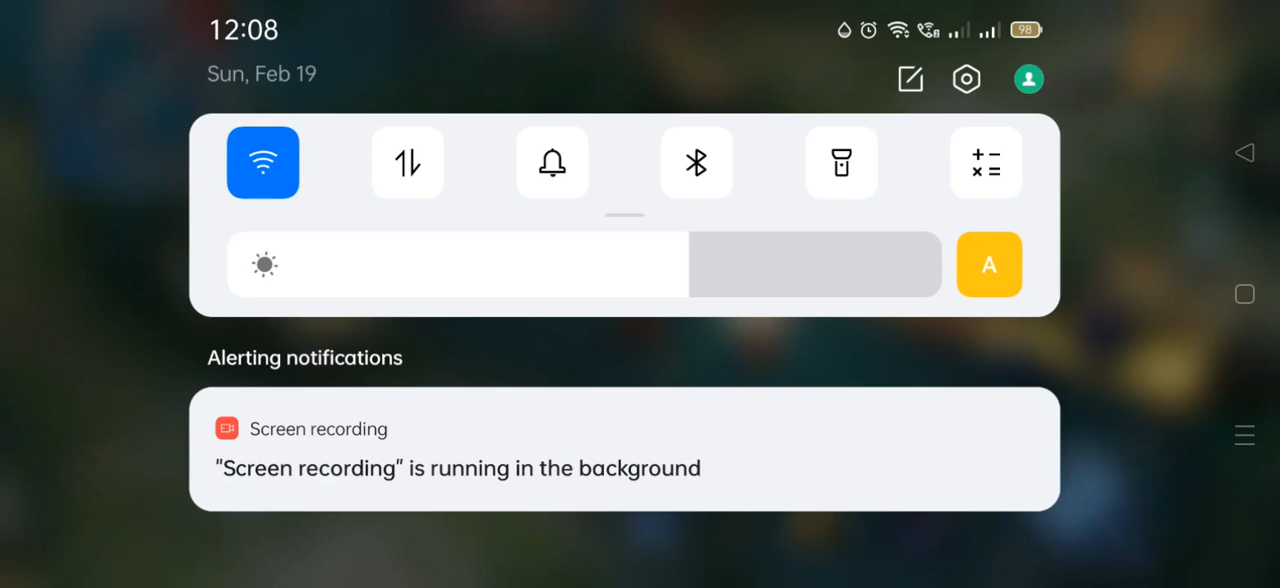 12:08
98
Sun, Feb 19
A
Alerting notifications
Screen recording
"Screen recording" is running in the background